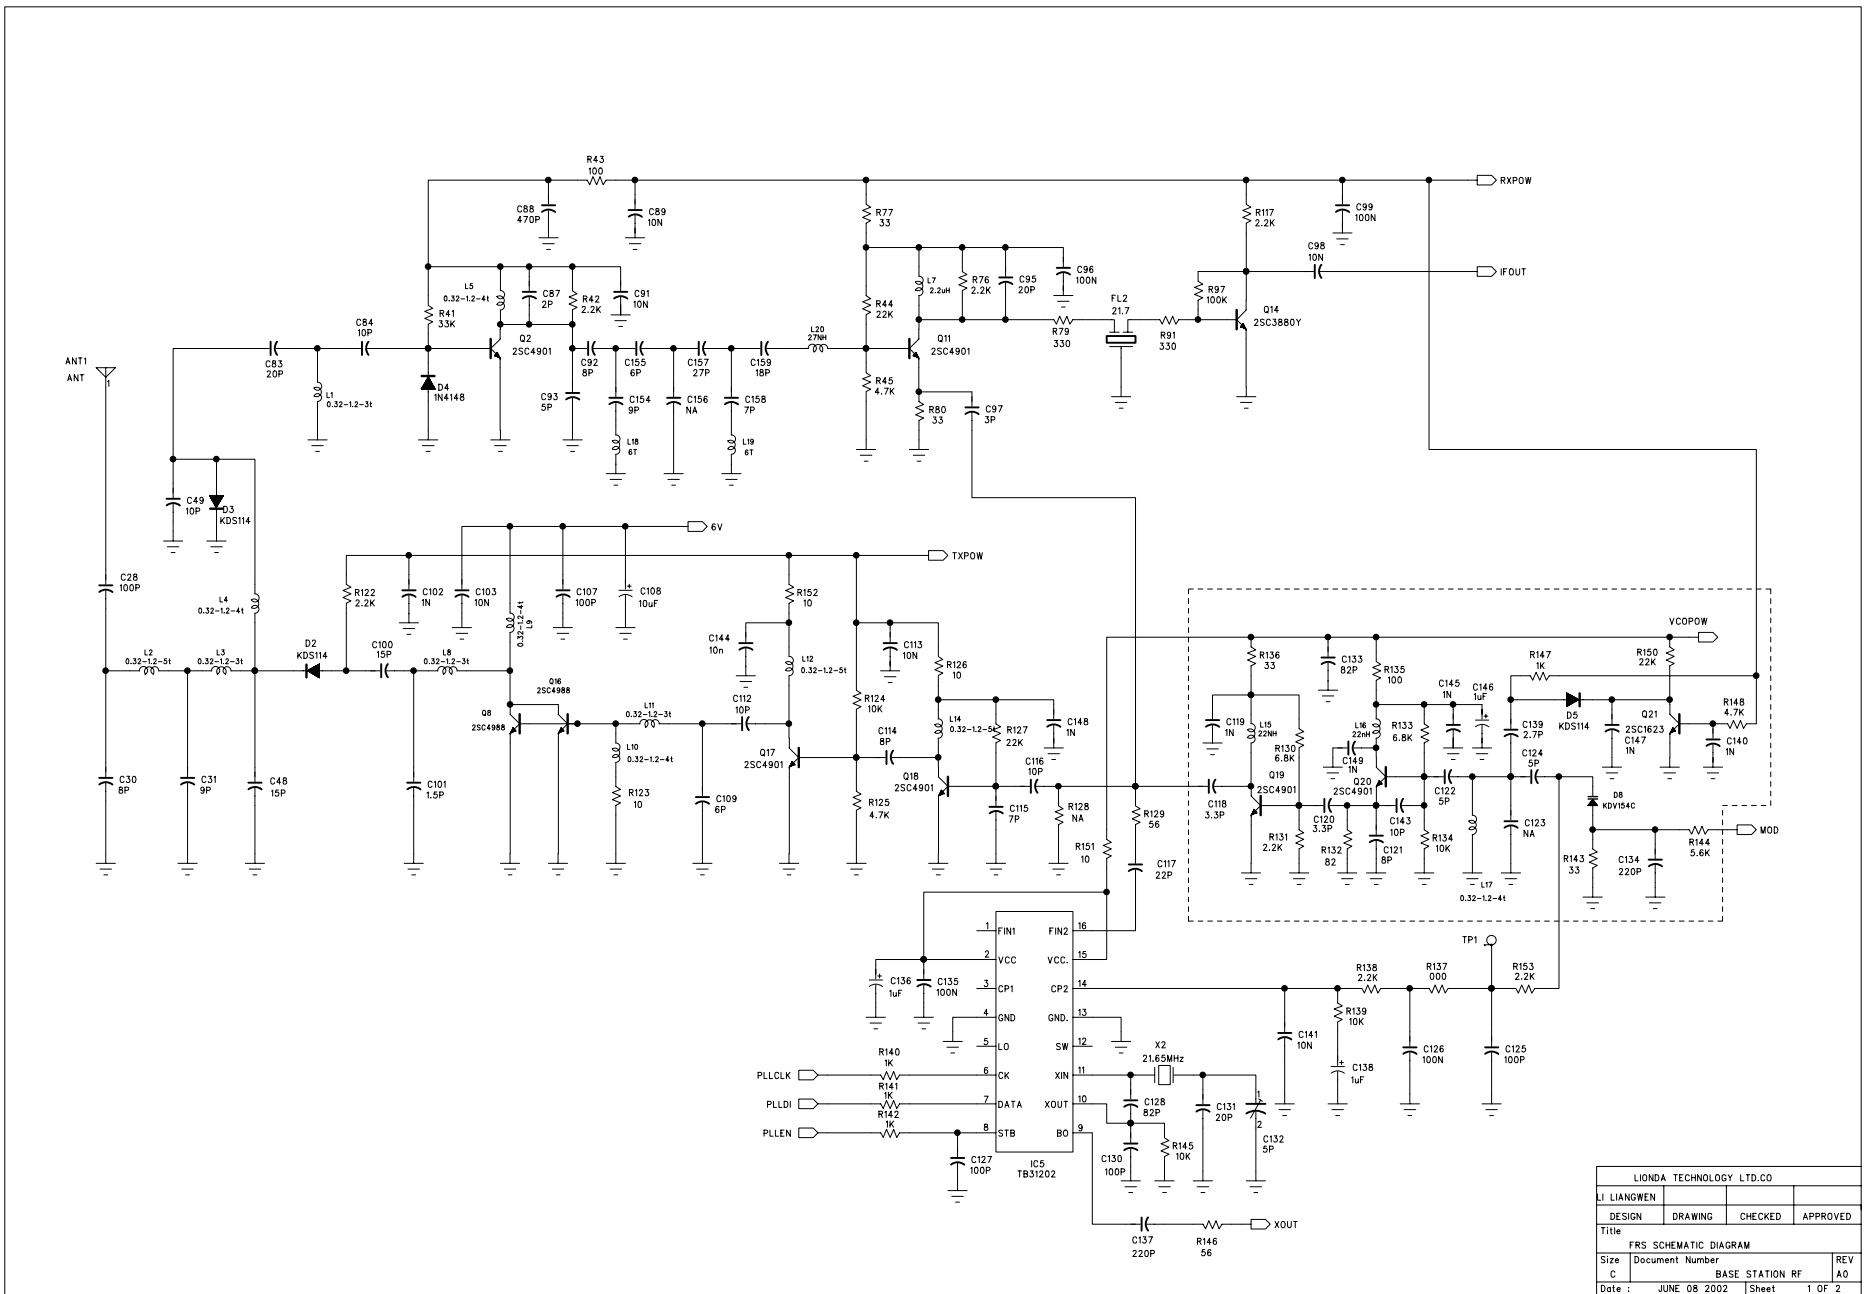 R43
100
RXPOW
C88
470P
C89
10N
R77
33
R117
2.2K
C99
100N
C98
10N
IFOUT
L5
0.32-1.2-4t
C87
2P
R42
2.2K
C91
10N
L7
2.2uH
R76
2.2K
C95
20P
C96
100N
R97
100K
FL2
21.7
Q14
2SC3880Y
R41
33K
R44
22K
C84
10P
Q2
2SC4901
L20
27NH
Q11
2SC4901
R79
330
R91
330
ANT1
ANT
1
C83
20P
C92
8P
C155
6P
C157
27P
C159
18P
L1
0.32-1.2-3t
D4
1N4148
C93
5P
C154
9P
C156
NA
C158
7P
R45
4.7K
R80
33
C97
3P
L18
6T
L19
6T
C49
10P
D3
KDS114
6V
TXPOW
C28
100P
L4
0.32-1.2-4t
R122
2.2K
C102
1N
C103
10N
0.32-1.2-4t
L9
C107
100P
+
C108
10uF
R152
10
C144
10n
C113
10N
R126
10
L2
0.32-1.2-5t
L3
0.32-1.2-3t
D2
KDS114
C100
15P
L8
0.32-1.2-3t
L12
0.32-1.2-5t
Q16
2SC4988
Q8
2SC4988
L11
0.32-1.2-3t
C112
10P
R124
10K
C114
8P
L14
0.32-1.2-5t
R127
22K
C148
1N
L10
0.32-1.2-4t
Q17
2SC4901
Q18
2SC4901
C116
10P
C30
8P
C31
9P
C48
15P
C101
1.5P
R123
10
C109
6P
R125
4.7K
C115
7P
R128
NA
R129
56
R151
10
C117
22P
VCOPOW
R136
33
C133
82P
R135
100
R147
1K
R150
22K
C145
1N
C146
1uF
+
D5
KDS114
R148
4.7K
C119
1N
L15
22NH
R130
6.8K
L16
22nH
R133
6.8K
C139
2.7P
C147
1N
Q21
2SC1623
C140
1N
C149
1N
C124
5P
C118
3.3P
Q19
2SC4901
Q20
2SC4901
C122
5P
D8
KDV154C
C120
3.3P
C143
10P
C123
NA
MOD
R131
2.2K
R132
82
C121
8P
R134
10K
R143
33
C134
220P
R144
5.6K
L17
0.32-1.2-4t
1 FIN1
FIN2 16
2 VCC
VCC. 15
3 CP1
CP2 14
4 GND
GND. 13
5 LO
SW 12
6 CK
XIN 11
7 DATA
XOUT 10
8 STB
BO 9
IC5
TB31202
+
C136
1uF
C135
100N
TP1
R138
2.2K
R137
000
R153
2.2K
R139
10K
C141
10N
+
C138
1uF
C126
100N
C125
100P
X2
21.65MHz
PLLCLK
R140
1K
PLLDI
R141
1K
PLLEN
R142
1K
C128
82P
C131
20P
1
2
C132
5P
C127
100P
C130
100P
R145
10K
C137
220P
R146
56
XOUT
LIONDA TECHNOLOGY LTD.CO
LI LIANGWEN
DESIGN DRAWING CHECKED APPROVED
Title
FRS SCHEMATIC DIAGRAM
Size Document Number REV
C BASE STATION RF A0
Date : JUNE 08 2002 Sheet 1 OF 2